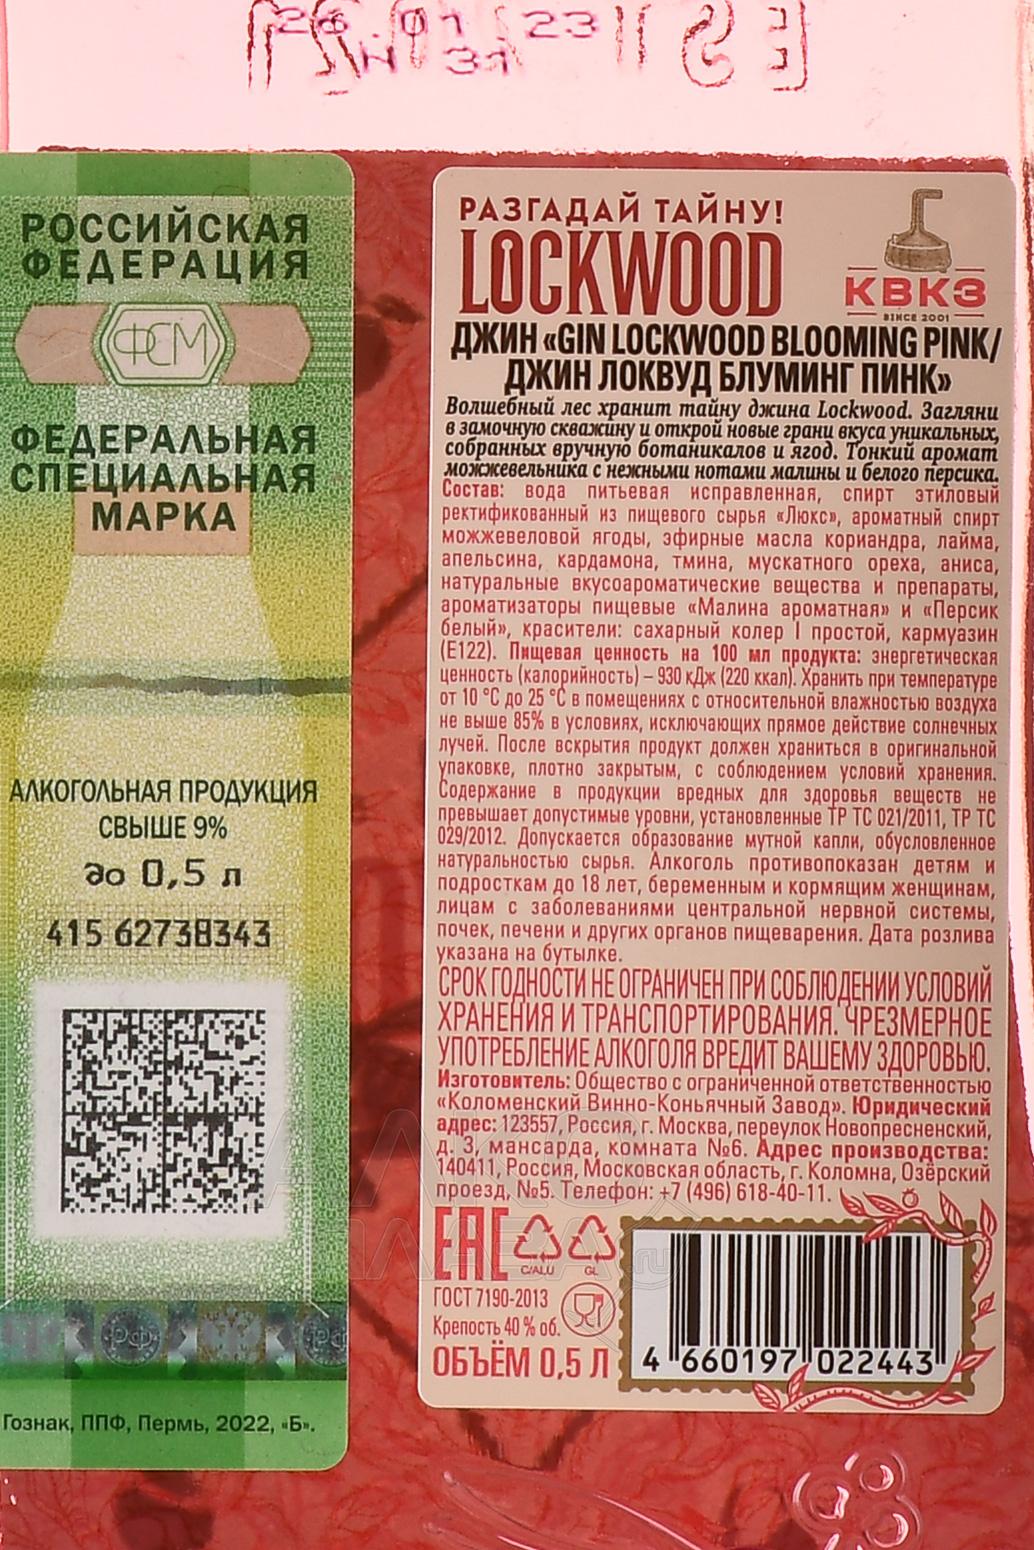 26.01.23
Н 31
РОССИЙСКАЯ
ФЕДЕРАЦИЯ
ФСМ
ФЕДЕРАЛЬНАЯ
СПЕЦИАЛЬНАЯ
МАРКА
АЛКОГОЛЬНАЯ ПРОДУКЦИЯ
СВЫШЕ 9%
до 0,5 л
415 62738343
Гознак, ППФ, Пермь, 2022, «Б».
РАЗГАДАЙ ТАЙНУ!
LOCKWOOD
КВКЗ
SINCE 2001
ДЖИН «GIN LOCKWOOD BLOOMING PINK/
ДЖИН ЛОКВУД БЛУМИНГ ПИНК»
Волшебный лес хранит тайну джина Lockwood. Загляни
в замочную скважину и открой новые грани вкуса уникальных,
собранных вручную ботаникалов и ягод. Тонкий аромат
можжевельника с нежными нотами малины и белого персика.
Состав: вода питьевая исправленная, спирт этиловый
ректификованный из пищевого сырья «Люкс», ароматный спирт
можжевеловой ягоды, эфирные масла кориандра, лайма,
апельсина, кардамона, тмина, мускатного ореха, аниса,
натуральные вкусоароматические вещества и препараты,
ароматизаторы пищевые «Малина ароматная» и «Персик
белый», красители: сахарный колер I простой, кармуазин
(Е122). Пищевая ценность на 100 мл продукта: энергетическая
ценность (калорийность) – 930 кДж (220 ккал). Хранить при температуре
от 10 °С до 25 °С в помещениях с относительной влажностью воздуха
не выше 85% в условиях, исключающих прямое действие солнечных
лучей. После вскрытия продукт должен храниться в оригинальной
упаковке, плотно закрытым, с соблюдением условий хранения.
Содержание в продукции вредных для здоровья веществ не
превышает допустимые уровни, установленные ТР ТС 021/2011, ТР ТС
029/2012. Допускается образование мутной капли, обусловленное
натуральностью сырья. Алкоголь противопоказан детям и
подросткам до 18 лет, беременным и кормящим женщинам,
лицам с заболеваниями центральной нервной системы,
почек, печени и других органов пищеварения. Дата розлива
указана на бутылке.
СРОК ГОДНОСТИ НЕ ОГРАНИЧЕН ПРИ СОБЛЮДЕНИИ УСЛОВИЙ
ХРАНЕНИЯ И ТРАНСПОРТИРОВАНИЯ. ЧРЕЗМЕРНОЕ
УПОТРЕБЛЕНИЕ АЛКОГОЛЯ ВРЕДИТ ВАШЕМУ ЗДОРОВЬЮ.
Изготовитель: Общество с ограниченной ответственностью
«Коломенский Винно-Коньячный Завод». Юридический
адрес: 123557, Россия, г. Москва, переулок Новопресненский,
д. 3, мансарда, комната №6. Адрес производства:
140411, Россия, Московская область, г. Коломна, Озёрский
проезд, №5. Телефон: +7 (496) 618-40-11.
ЕАС
C/ALU GL
ГОСТ 7190-2013
Крепость 40 % об.
ОБЪЁМ 0,5 Л
4 660197 022443